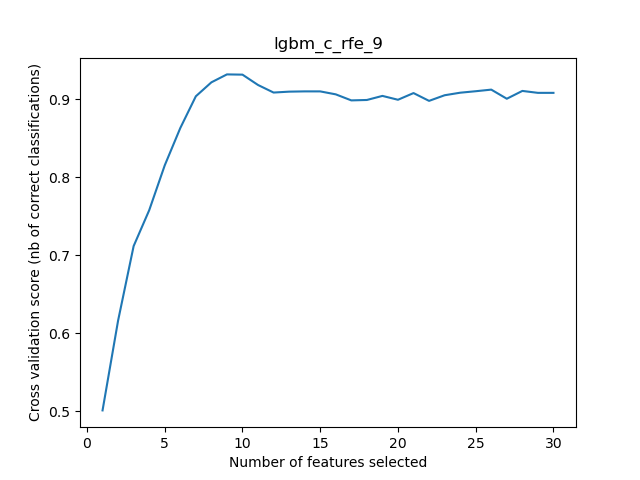 lgbm_c_rfe_9
Cross validation score (nb of correct classifications)
0.9
0.8
0.7
0.6
0.5
0 5 10 15 20 25 30
Number of features selected